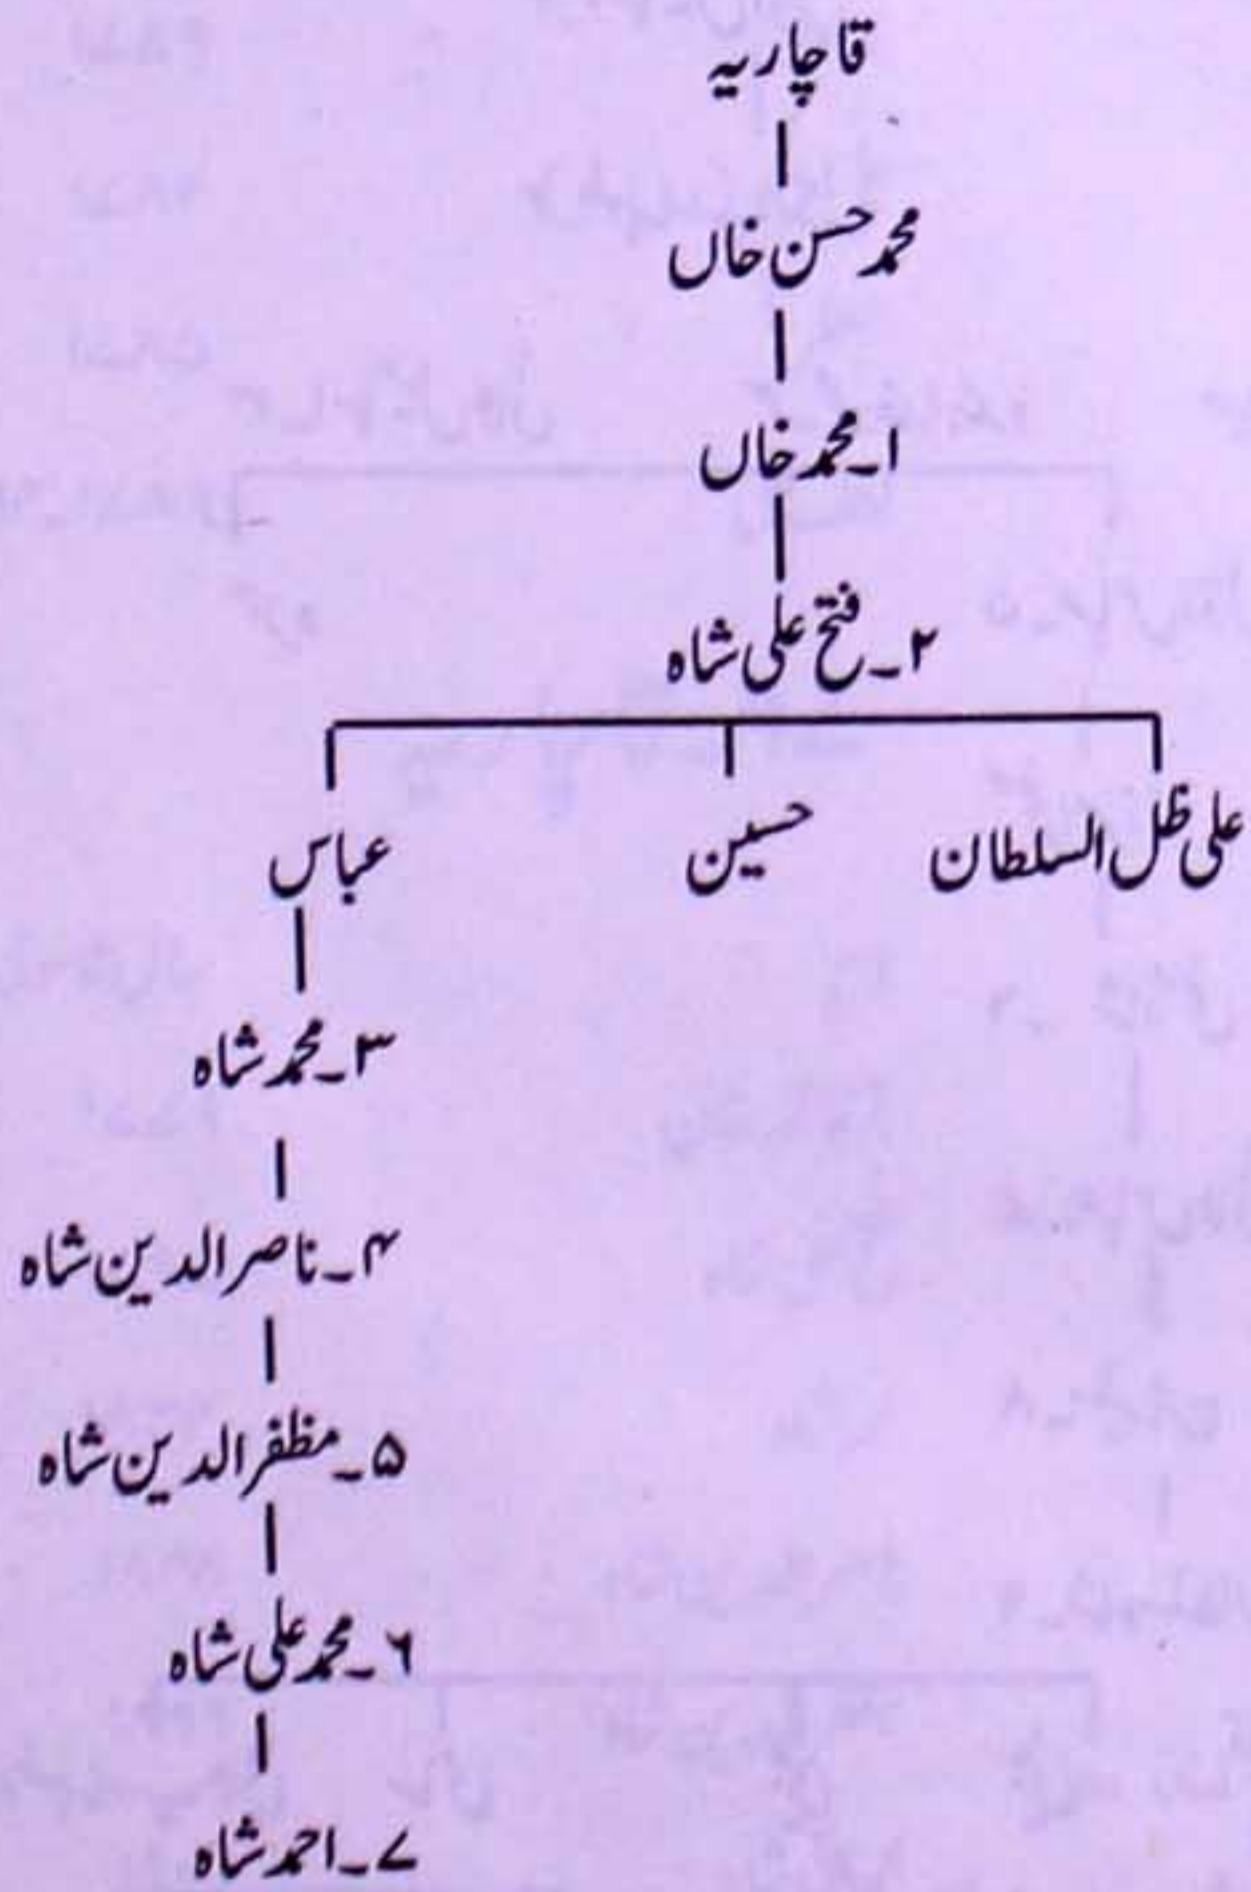 قاچاریہ
محمد حسن خاں
۱۔محمد خاں
۲۔فتح علی شاہ
علی ظل السلطان حسین عباس
۳۔محمد شاہ
۴۔ناصر الدین شاہ
۵۔مظفر الدین شاہ
۶۔محمد علی شاہ
۷۔احمد شاہ